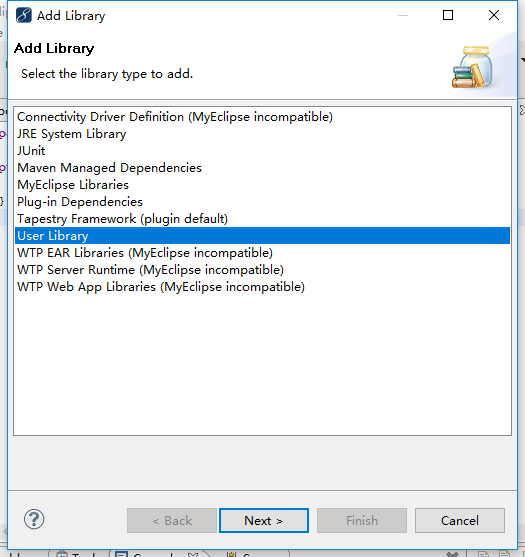 Add Library
Add Library
Select the library type to add.
Connectivity Driver Definition (MyEclipse incompatible)
JRE System Library
JUnit
Maven Managed Dependencies
MyEclipse Libraries
Plug-in Dependencies
Tapestry Framework (plugin default)
User Library
WTP EAR Libraries (MyEclipse incompatible)
WTP Server Runtime (MyEclipse incompatible)
WTP Web App Libraries (MyEclipse incompatible)
?
< Back
Next >
Finish
Cancel